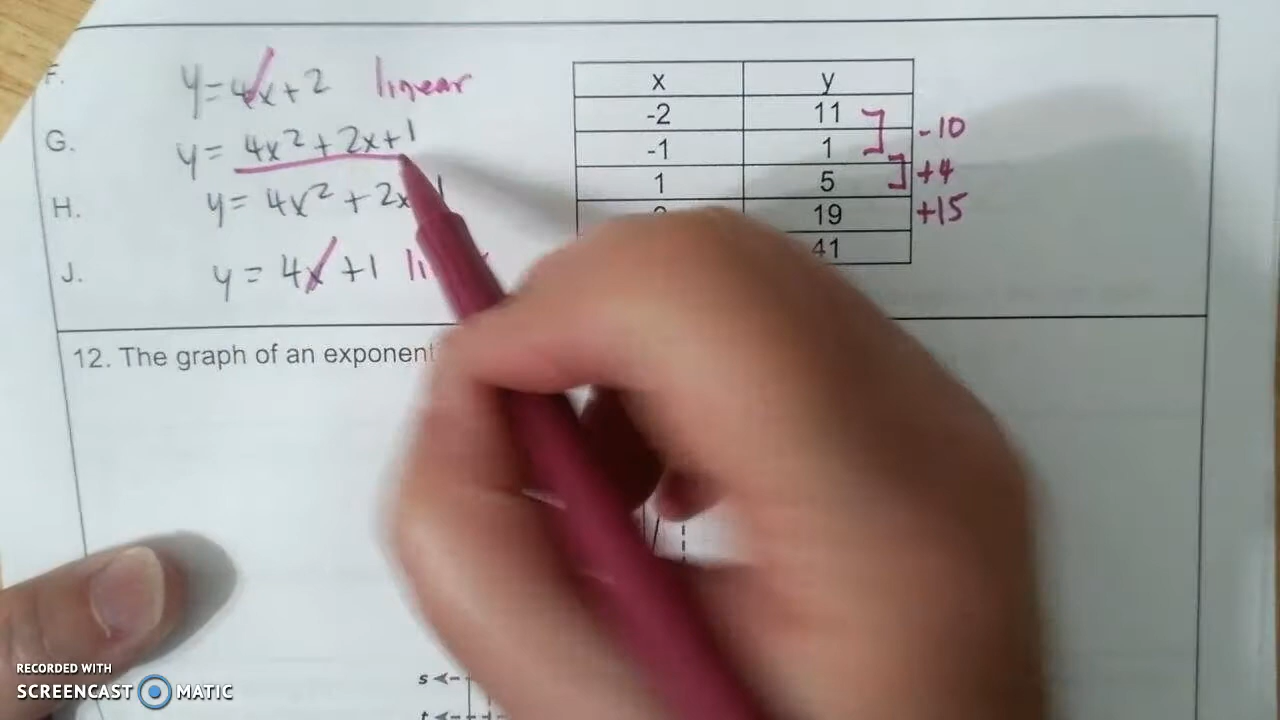 F. y = 4x + 2 linear
G. y = 4x² + 2x + 1
H. y = 4x² + 2x
J. y = 4x + 1
x y
-2 11
-1 1
1 5
19
41
-10
+4
+15
12. The graph of an exponent
s
t
RECORDED WITH
SCREENCAST MATIC